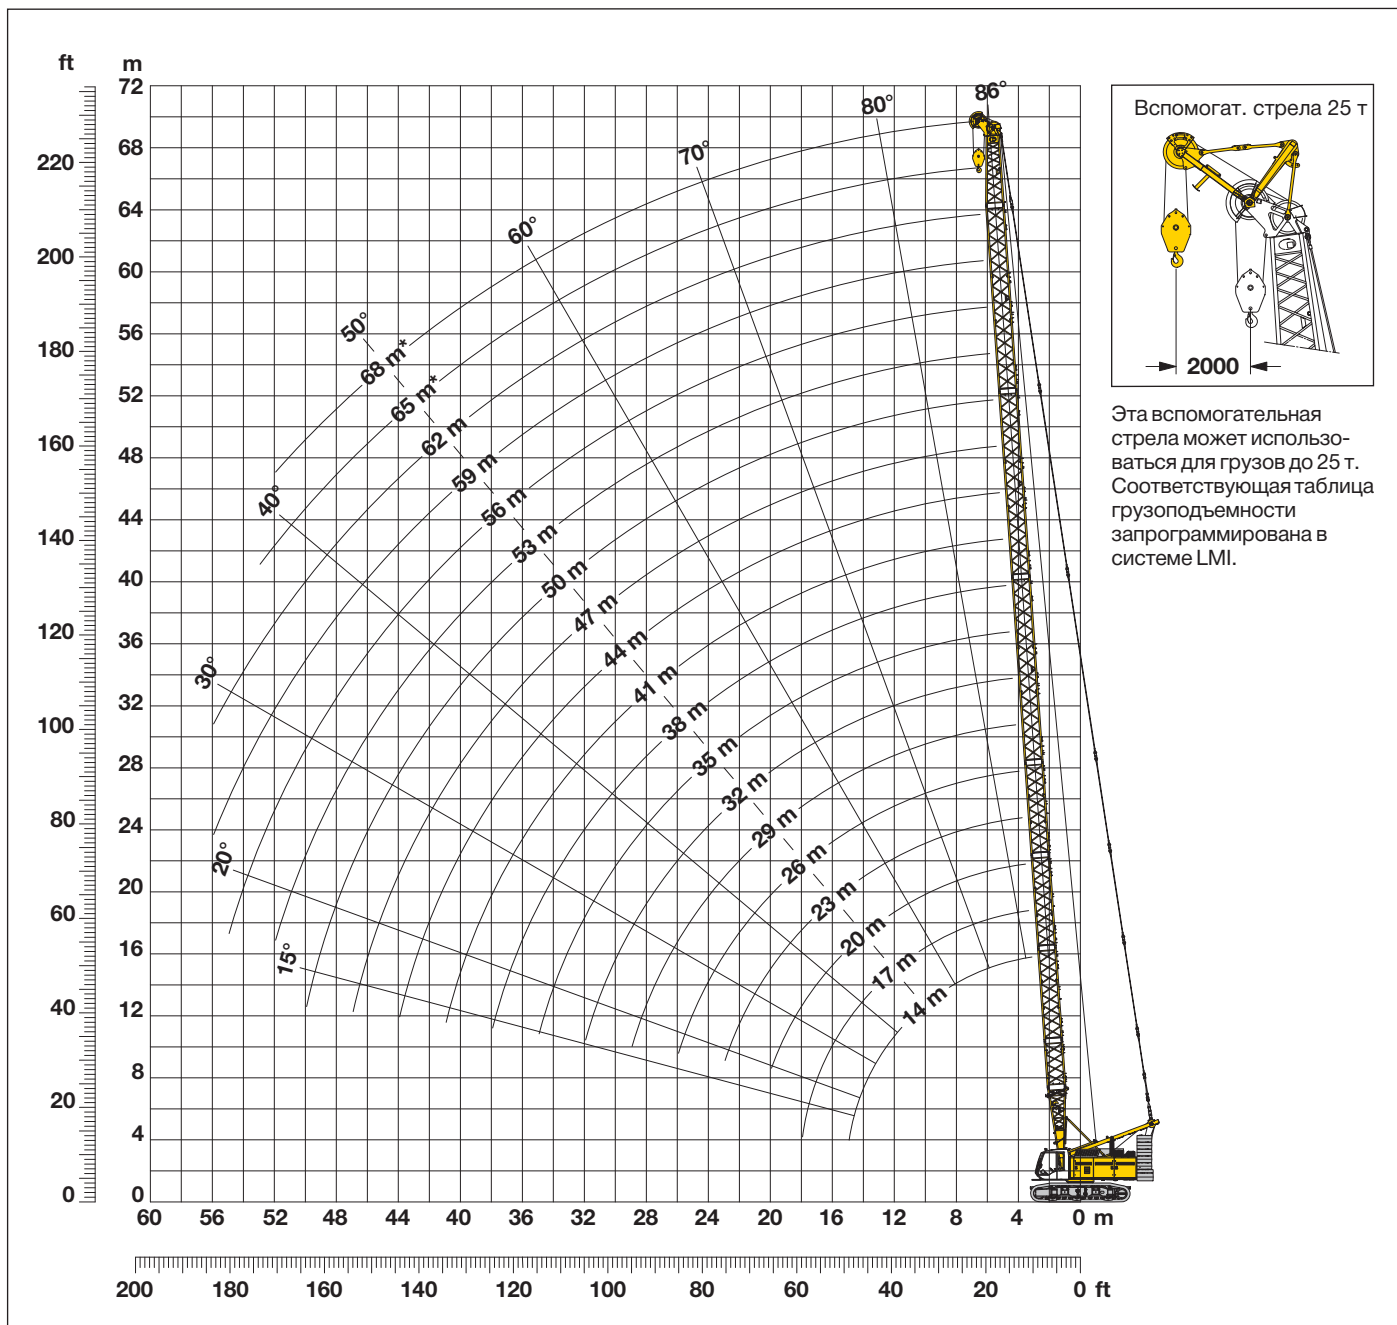 ft
m
72
68
64
60
56
52
48
44
40
36
32
28
24
20
16
12
8
4
0
220
200
180
160
140
120
100
80
60
40
20
0
86°
80°
70°
60°
50°
40°
30°
20°
15°
68 m*
65 m*
62 m
59 m
56 m
53 m
50 m
47 m
44 m
41 m
38 m
35 m
32 m
29 m
26 m
23 m
20 m
17 m
14 m
60 56 52 48 44 40 36 32 28 24 20 16 12 8 4 0 m
200 180 160 140 120 100 80 60 40 20 0 ft
Вспомогат. стрела 25 т
2000
Эта вспомогательная
стрела может использо-
ваться для грузов до 25 т.
Соответствующая таблица
грузоподъемности
запрограммирована в
системе LMI.